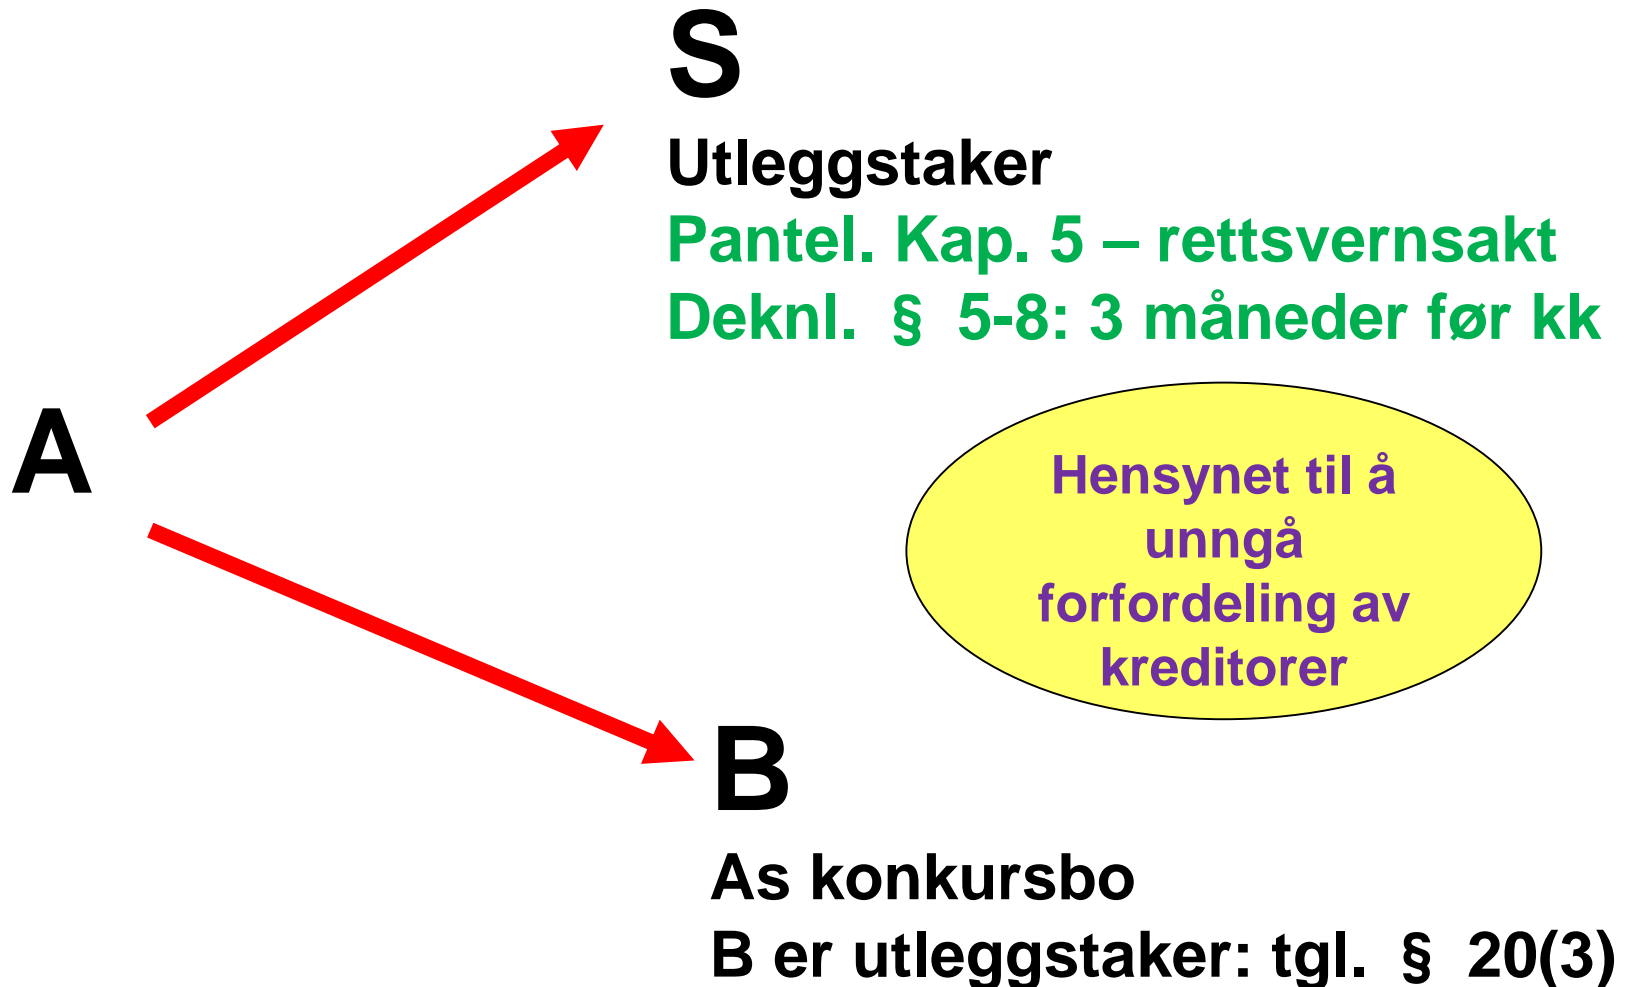 S
Utleggstaker
Pantel. Kap. 5 – rettsvernsakt
Deknl. § 5-8: 3 måneder før kk
A
Hensynet til å
unngå
forfordeling av
kreditorer
B
As konkursbo
B er utleggstaker: tgl. § 20(3)